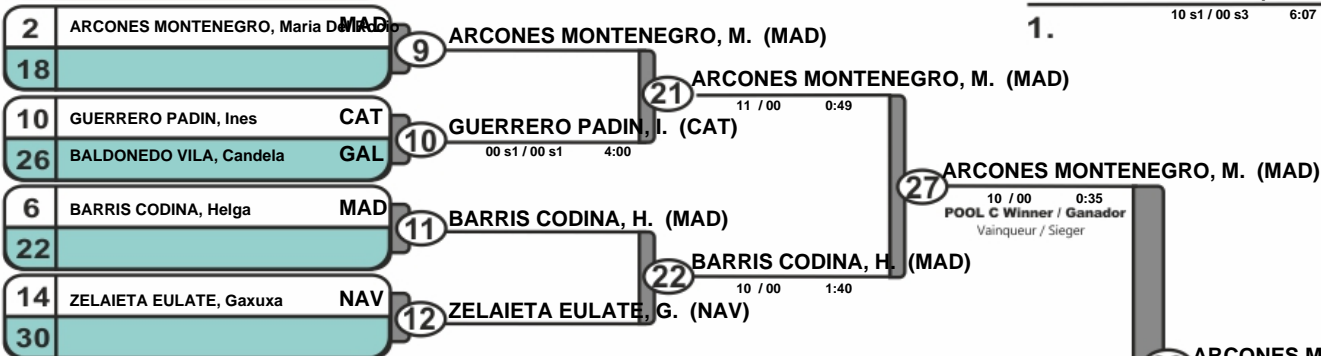 2 ARCONES MONTENEGRO, Maria Del Rocio MAD
18
10 GUERRERO PADIN, Ines CAT
26 BALDONEDO VILA, Candela GAL
6 BARRIS CODINA, Helga MAD
22
14 ZELAIETA EULATE, Gaxuxa NAV
30
9 ARCONES MONTENEGRO, M. (MAD)
10 GUERRERO PADIN, I. (CAT)
00 s1 / 00 s1 4:00
11 BARRIS CODINA, H. (MAD)
12 ZELAIETA EULATE, G. (NAV)
21 ARCONES MONTENEGRO, M. (MAD)
11 / 00 0:49
22 BARRIS CODINA, H. (MAD)
10 / 00 1:40
27 ARCONES MONTENEGRO, M. (MAD)
10 / 00 0:35
POOL C Winner / Ganador
Vainqueur / Sieger
10 s1 / 00 s3 6:07
1.
ARCONES M